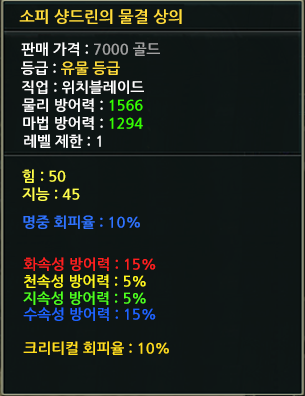 소피 샹드린의 물결 상의
판매 가격 : 7000 골드
등급 : 유물 등급
직업 : 위치블레이드
물리 방어력 : 1566
마법 방어력 : 1294
레벨 제한 : 1
힘 : 50
지능 : 45
명중 회피율 : 10%
화속성 방어력 : 15%
천속성 방어력 : 5%
지속성 방어력 : 5%
수속성 방어력 : 15%
크리티컬 회피율 : 10%